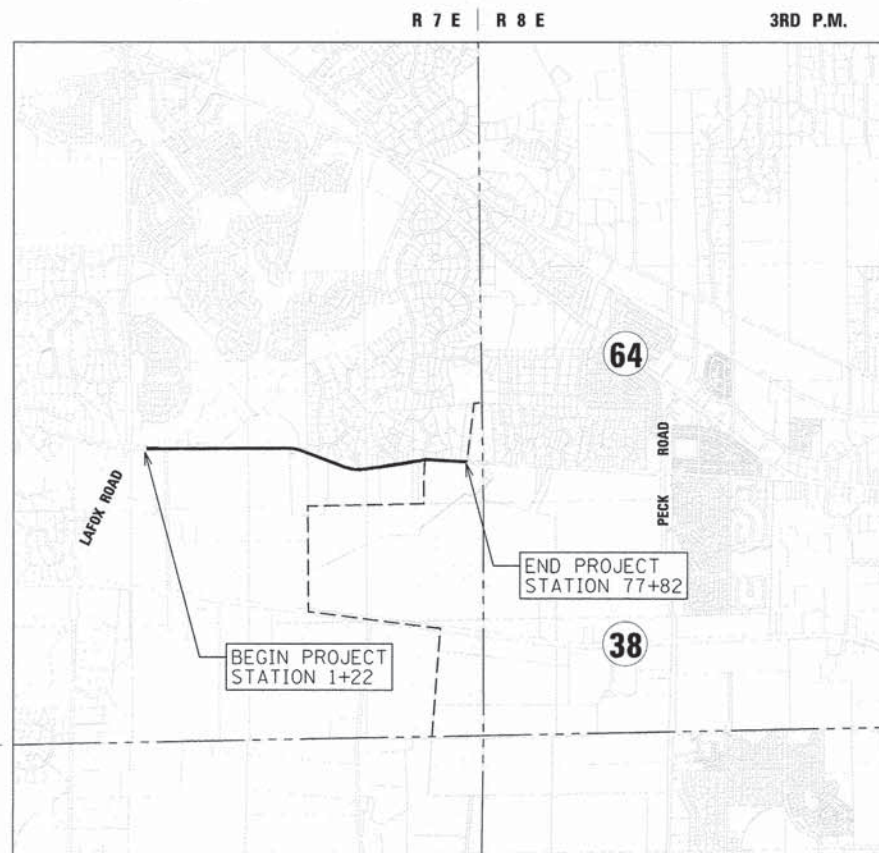 R 7 E | R 8 E
3RD P.M.
64
LAFOX ROAD
PECK ROAD
END PROJECT
STATION 77+82
BEGIN PROJECT
STATION 1+22
38